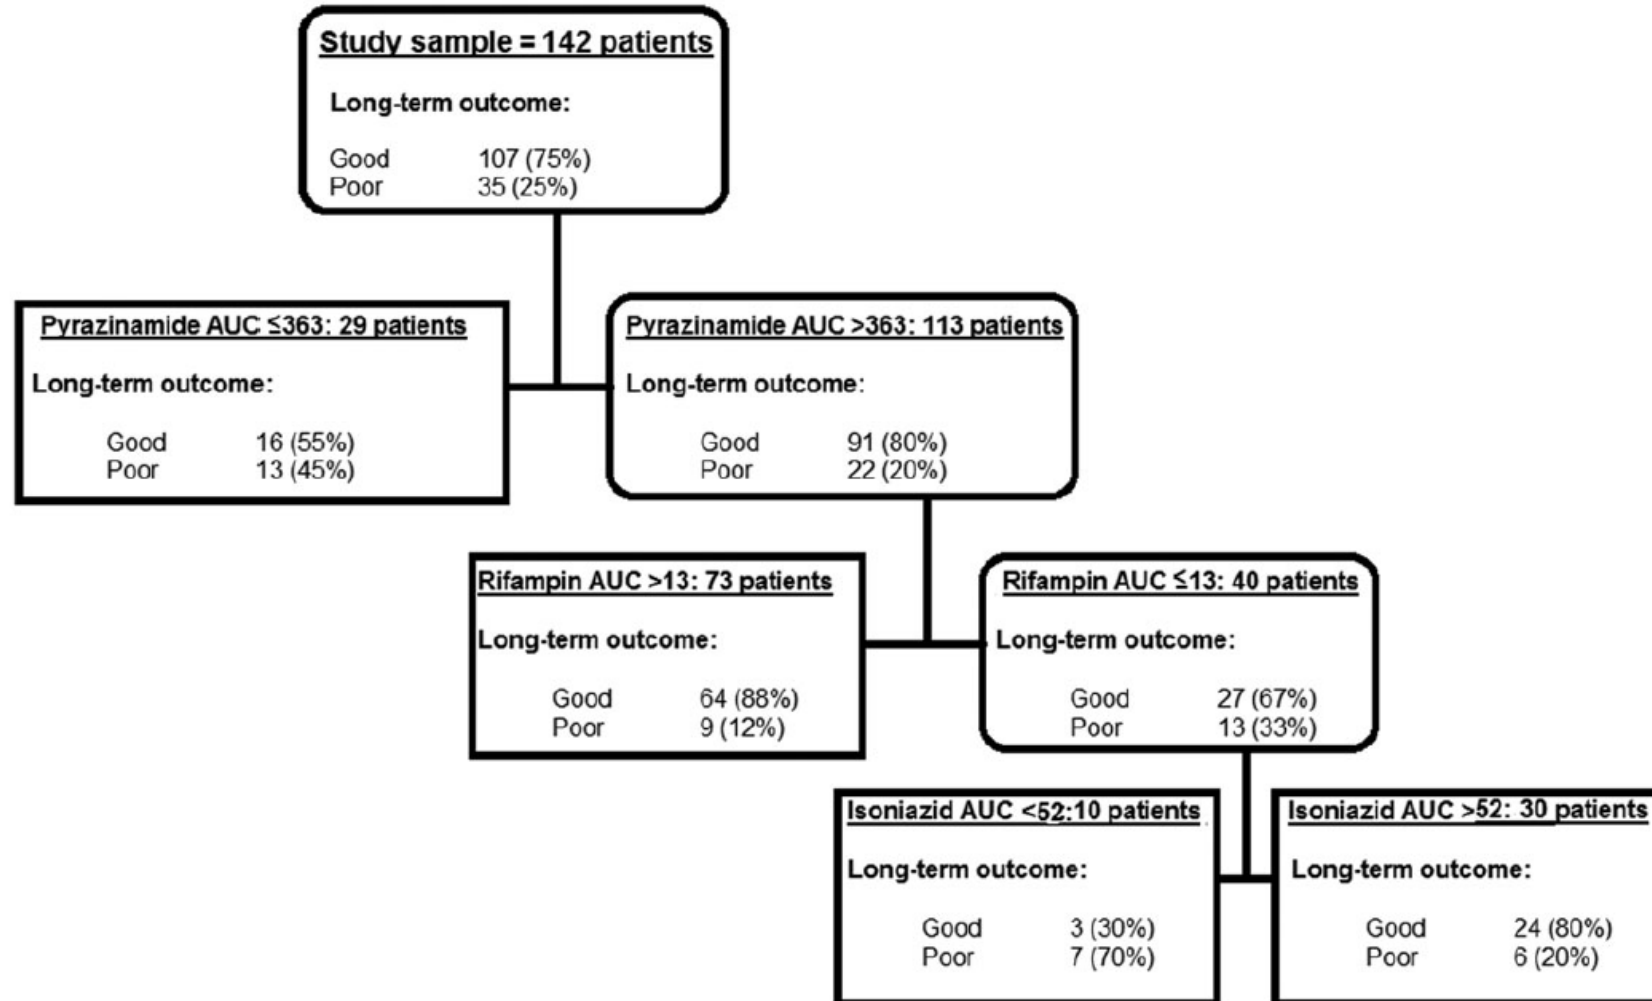 Study sample = 142 patients
Long-term outcome:
Good 107 (75%)
Poor 35 (25%)
Pyrazinamide AUC ≤363: 29 patients
Long-term outcome:
Good 16 (55%)
Poor 13 (45%)
Pyrazinamide AUC >363: 113 patients
Long-term outcome:
Good 91 (80%)
Poor 22 (20%)
Rifampin AUC >13: 73 patients
Long-term outcome:
Good 64 (88%)
Poor 9 (12%)
Rifampin AUC ≤13: 40 patients
Long-term outcome:
Good 27 (67%)
Poor 13 (33%)
Isoniazid AUC <52:10 patients
Long-term outcome:
Good 3 (30%)
Poor 7 (70%)
Isoniazid AUC >52: 30 patients
Long-term outcome:
Good 24 (80%)
Poor 6 (20%)